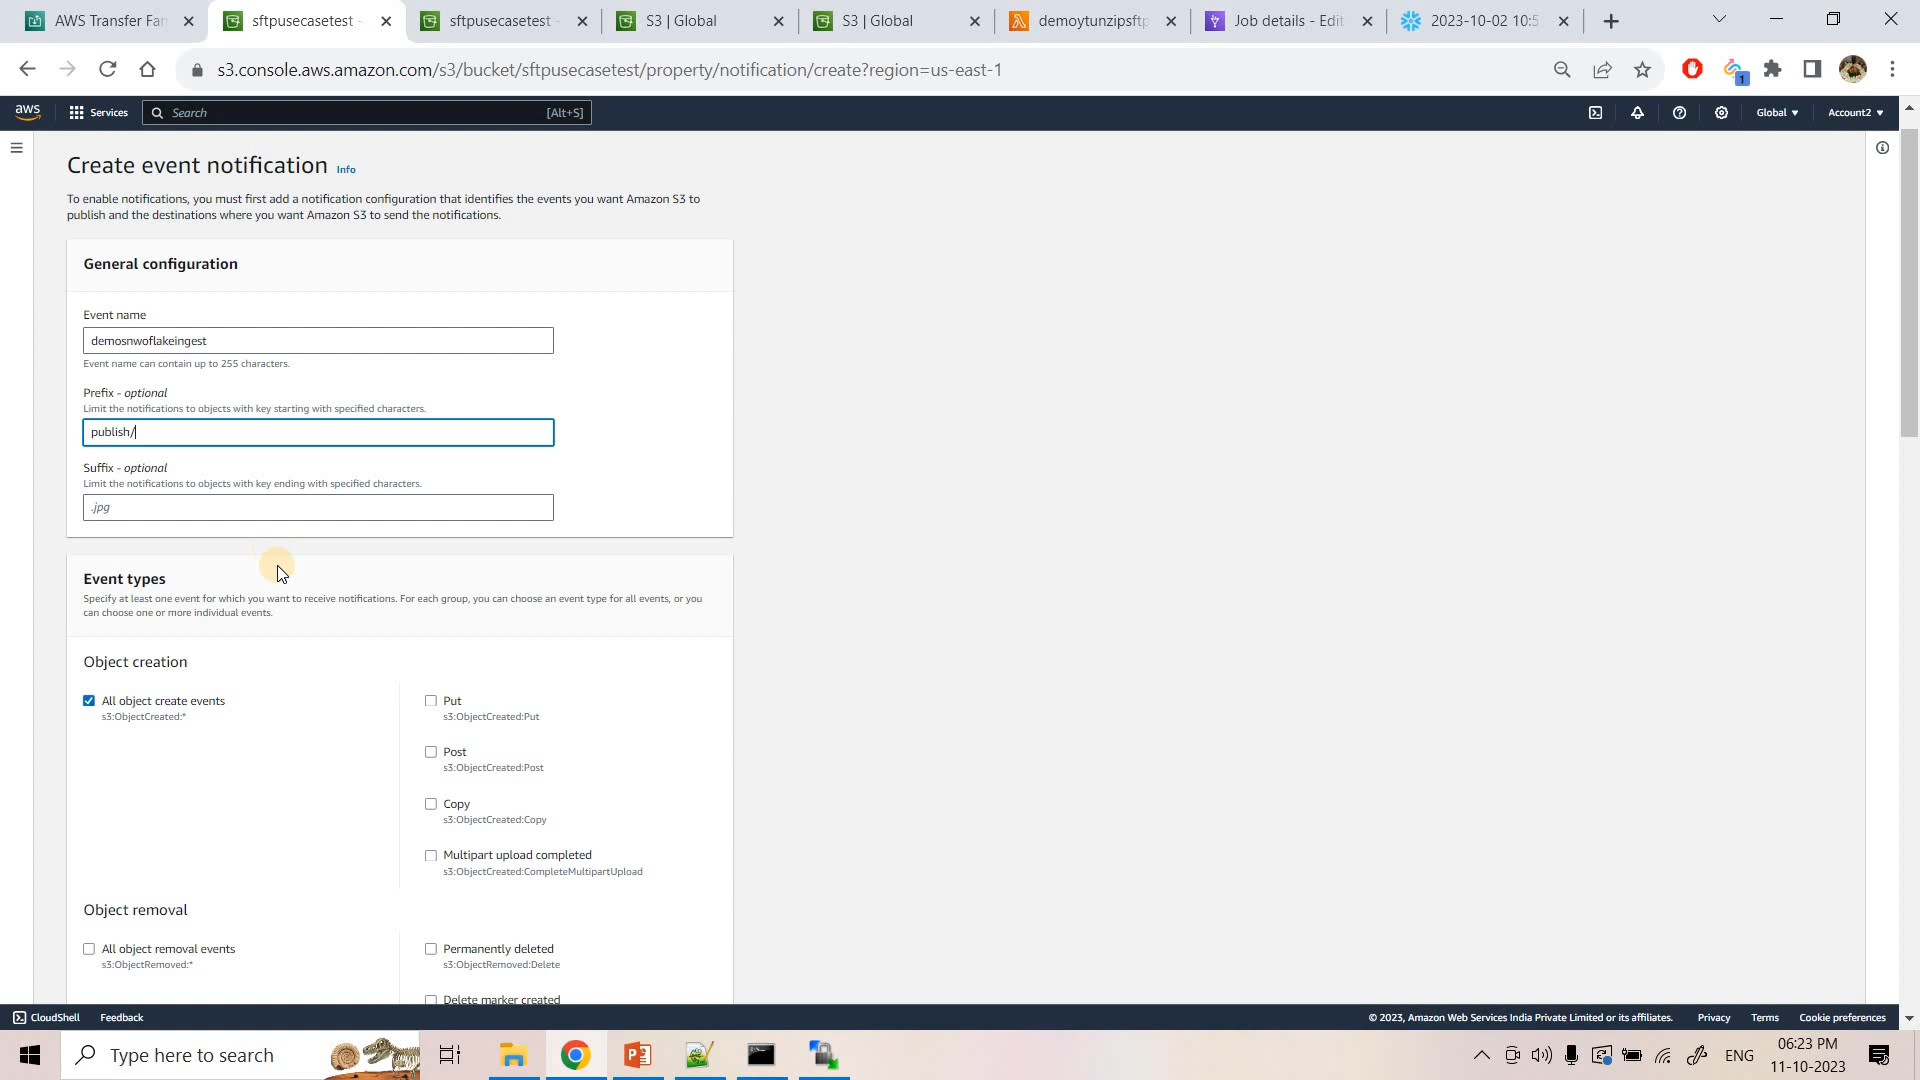 AWS Transfer Fan
sftpusecasetest -
sftpusecasetest -
S3 | Global
S3 | Global
demoytunzipsftp
Job details - Edit
2023-10-02 10:5
s3.console.aws.amazon.com/s3/bucket/sftpusecasetest/property/notification/create?region=us-east-1
1
aws
Services
Search
[Alt+S]
Global
Account2
Create event notification Info
To enable notifications, you must first add a notification configuration that identifies the events you want Amazon S3 to
publish and the destinations where you want Amazon S3 to send the notifications.
General configuration
Event name
demosnwoflakeingest
Event name can contain up to 255 characters.
Prefix - optional
Limit the notifications to objects with key starting with specified characters.
publish/
Suffix - optional
Limit the notifications to objects with key ending with specified characters.
.jpg
Event types
Specify at least one event for which you want to receive notifications. For each group, you can choose an event type for all events, or you
can choose one or more individual events.
Object creation
All object create events
s3:ObjectCreated:*
Put
s3:ObjectCreated:Put
Post
s3:ObjectCreated:Post
Copy
s3:ObjectCreated:Copy
Multipart upload completed
s3:ObjectCreated:CompleteMultipartUpload
Object removal
All object removal events
s3:ObjectRemoved:*
Permanently deleted
s3:ObjectRemoved:Delete
Delete marker created
CloudShell
Feedback
© 2023, Amazon Web Services India Private Limited or its affiliates.
Privacy
Terms
Cookie preferences
Type here to search
ENG
06:23 PM
11-10-2023